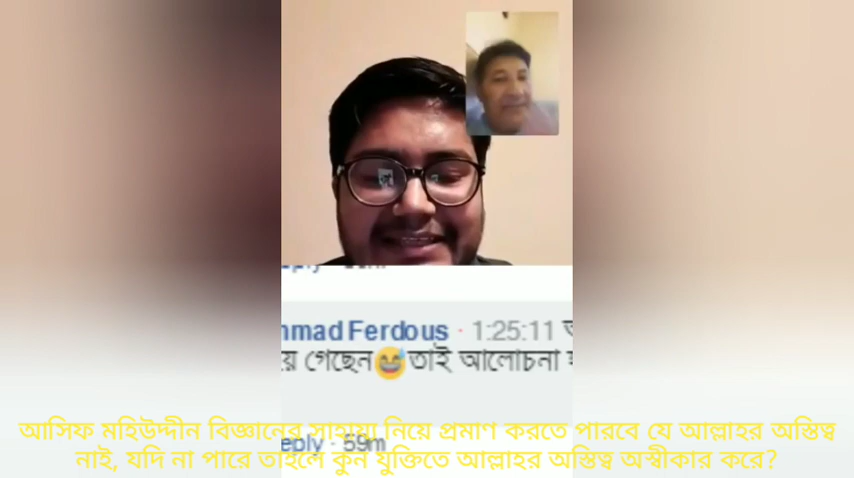 mmad Ferdous · 1:25:11
য়ে গেছেন😅তাই আলোচনা
আসিফ মহিউদ্দীন বিজ্ঞানের সাহায্য নিয়ে প্রমাণ করতে পারবে যে আল্লাহর অস্তিত্ব
eply · 59m
নাই, যদি না পারে তাহলে কুন যুক্তিতে আল্লাহর অস্তিত্ব অস্বীকার করে?